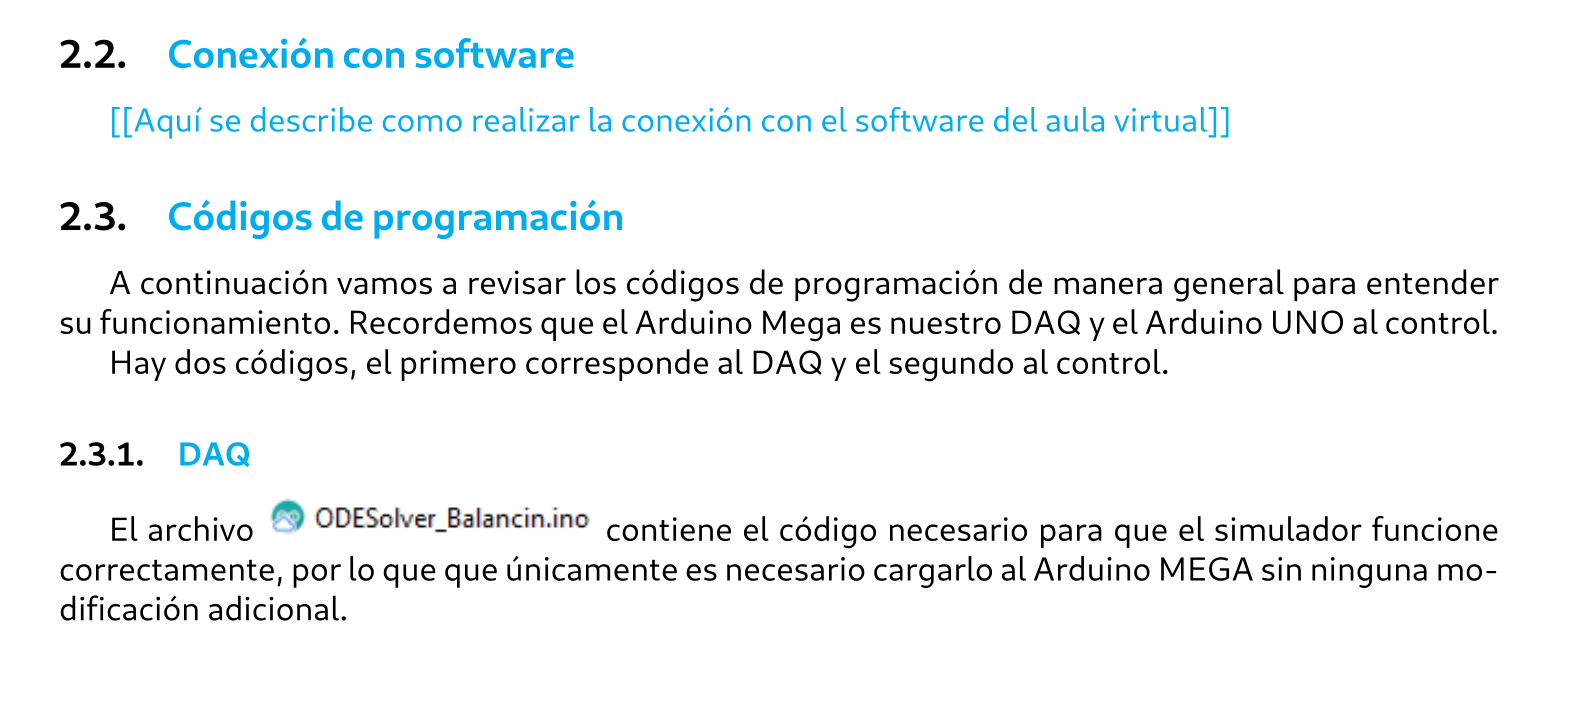 2.2. Conexión con software
[[Aquí se describe como realizar la conexión con el software del aula virtual]]
2.3. Códigos de programación
A continuación vamos a revisar los códigos de programación de manera general para entender
su funcionamiento. Recordemos que el Arduino Mega es nuestro DAQ y el Arduino UNO al control.
Hay dos códigos, el primero corresponde al DAQ y el segundo al control.
2.3.1. DAQ
El archivo ODESolver_Balancin.ino contiene el código necesario para que el simulador funcione
correctamente, por lo que que únicamente es necesario cargarlo al Arduino MEGA sin ninguna mo-
dificación adicional.